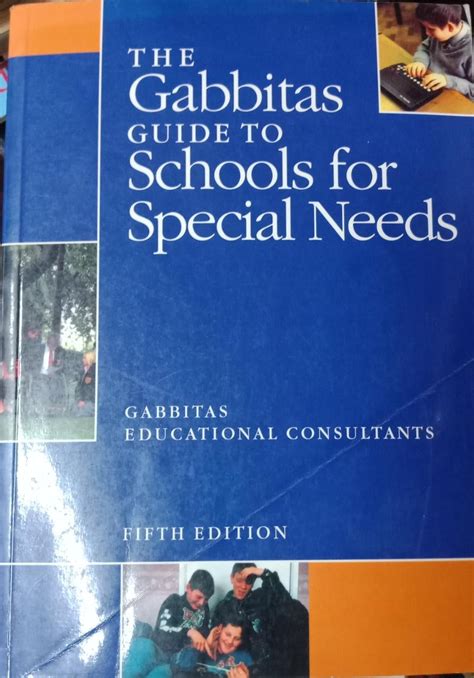 THE
Gabbitas
GUIDE TO
Schools for
Special Needs
GABBITAS
EDUCATIONAL CONSULTANTS
FIFTH EDITION